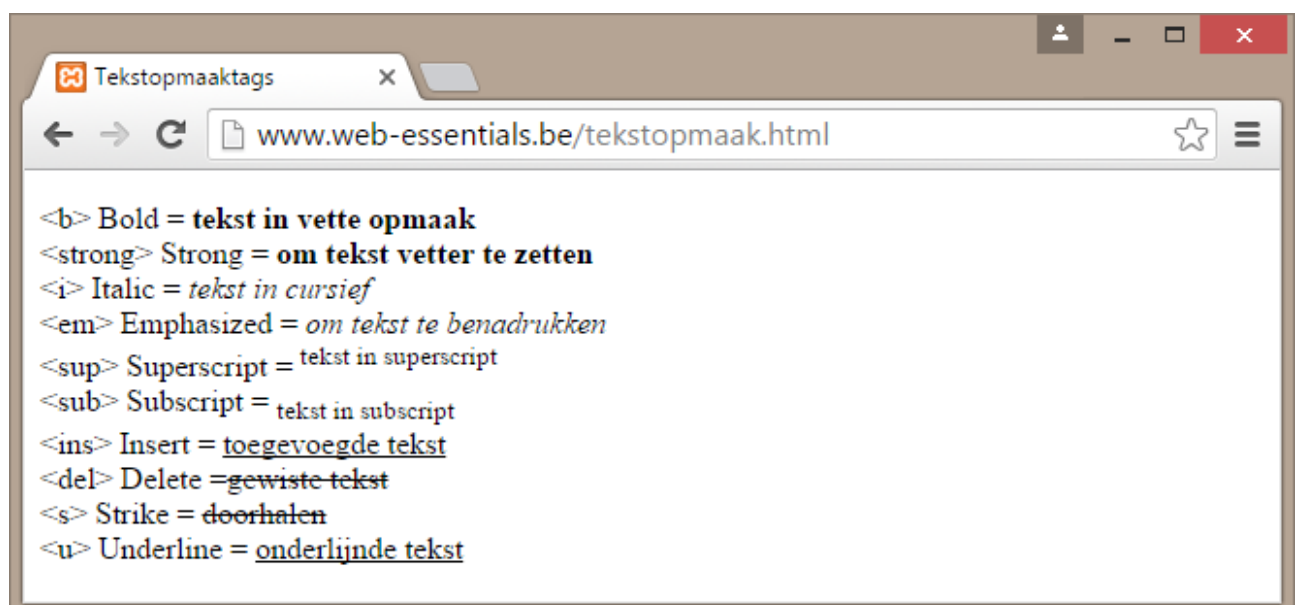 Tekstopmaaktags
www.web-essentials.be/tekstopmaak.html
<b> Bold = tekst in vette opmaak
<strong> Strong = om tekst vetter te zetten
<i> Italic = tekst in cursief
<em> Emphasized = om tekst te benadrukken
<sup> Superscript = tekst in superscript
<sub> Subscript = tekst in subscript
<ins> Insert = toegevoegde tekst
<del> Delete =gewiste tekst
<s> Strike = doorhalen
<u> Underline = onderlijnde tekst